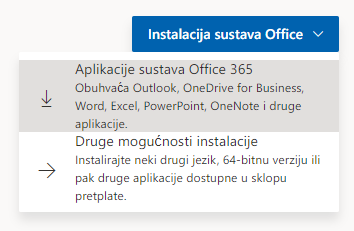 Instalacija sustava Office
Aplikacije sustava Office 365
Obuhvaća Outlook, OneDrive for Business,
Word, Excel, PowerPoint, OneNote i druge
aplikacije.
Druge mogućnosti instalacije
Instalirajte neki drugi jezik, 64-bitnu verziju ili
pak druge aplikacije dostupne u sklopu
pretplate.